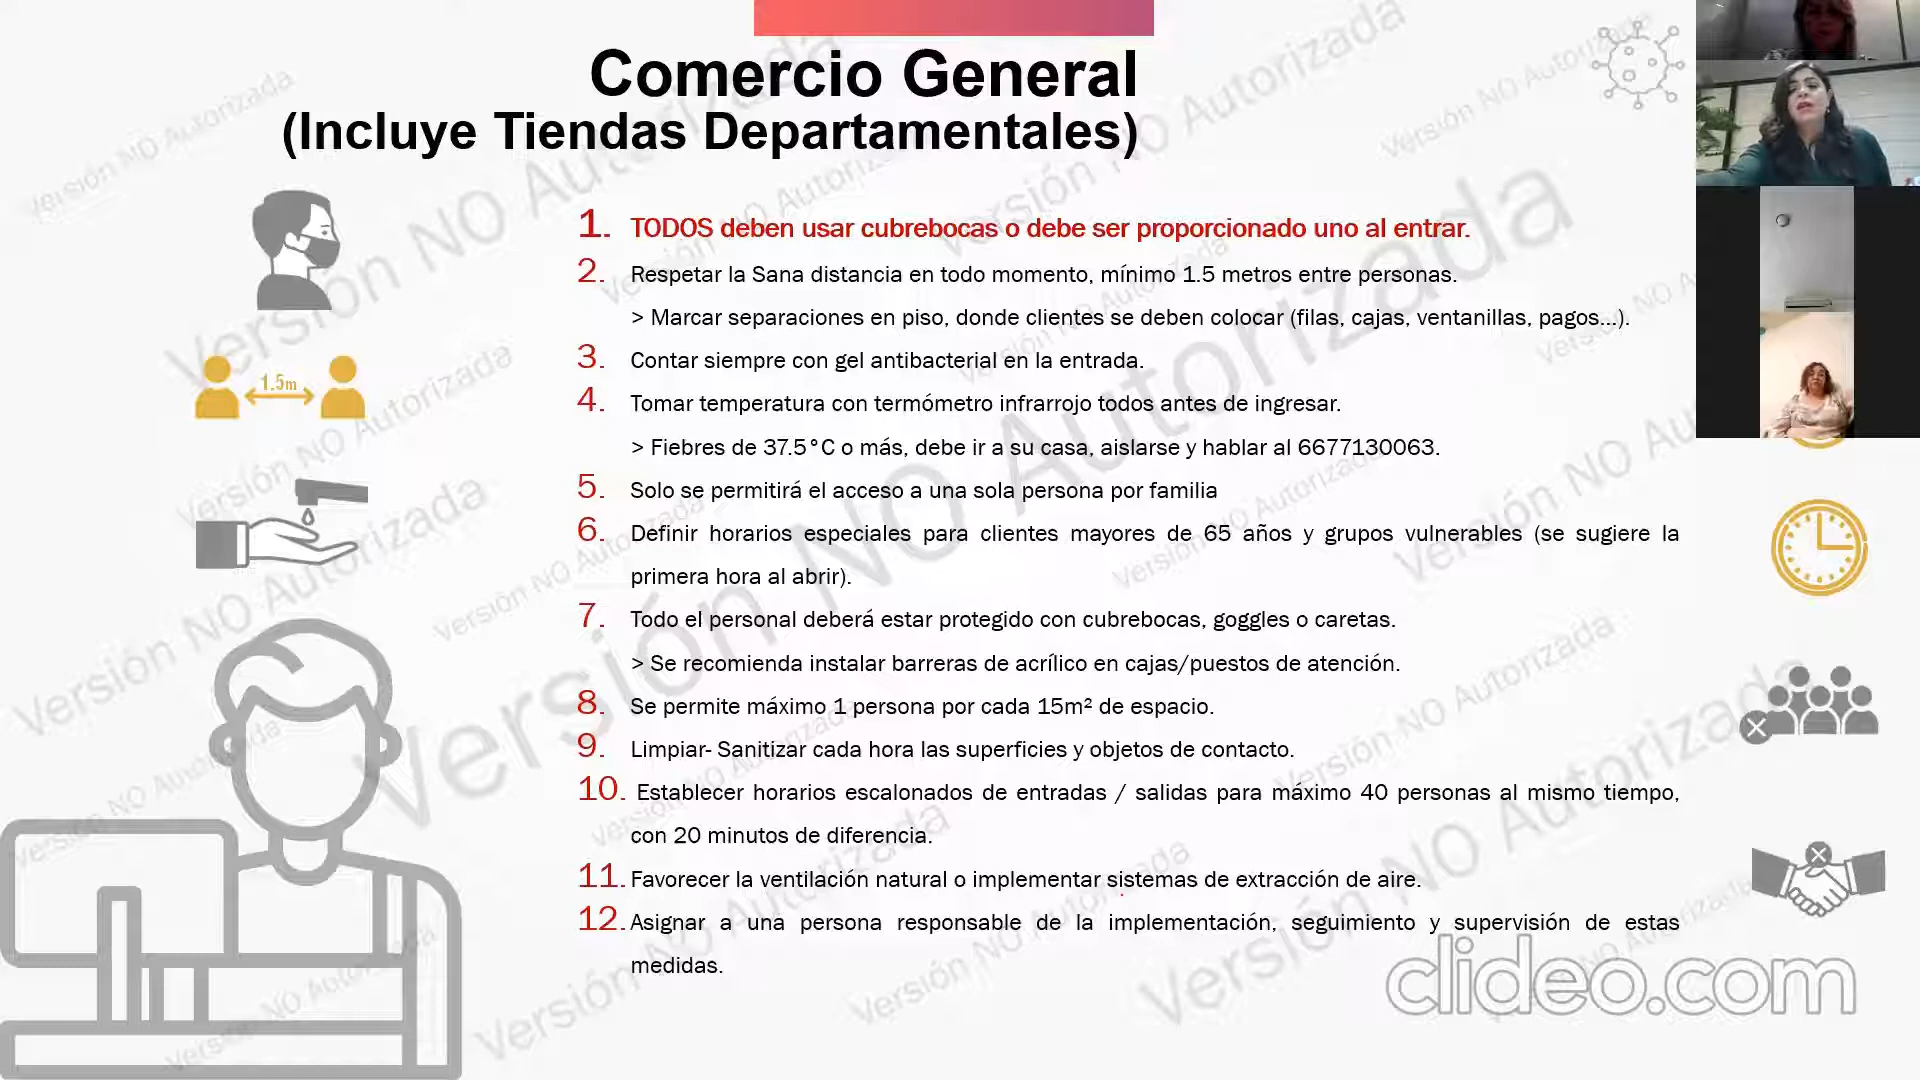 Comercio General
(Incluye Tiendas Departamentales)
1. TODOS deben usar cubrebocas o debe ser proporcionado uno al entrar.
2. Respetar la Sana distancia en todo momento, mínimo 1.5 metros entre personas.
> Marcar separaciones en piso, donde clientes se deben colocar (filas, cajas, ventanillas, pagos...).
3. Contar siempre con gel antibacterial en la entrada.
4. Tomar temperatura con termómetro infrarrojo todos antes de ingresar.
> Fiebres de 37.5°C o más, debe ir a su casa, aislarse y hablar al 6677130063.
5. Solo se permitirá el acceso a una sola persona por familia
6. Definir horarios especiales para clientes mayores de 65 años y grupos vulnerables (se sugiere la
primera hora al abrir).
7. Todo el personal deberá estar protegido con cubrebocas, goggles o caretas.
> Se recomienda instalar barreras de acrílico en cajas/puestos de atención.
8. Se permite máximo 1 persona por cada 15m² de espacio.
9. Limpiar- Sanitizar cada hora las superficies y objetos de contacto.
10. Establecer horarios escalonados de entradas / salidas para máximo 40 personas al mismo tiempo,
con 20 minutos de diferencia.
11. Favorecer la ventilación natural o implementar sistemas de extracción de aire.
12. Asignar a una persona responsable de la implementación, seguimiento y supervisión de estas
medidas.
1.5m
Versión NO Autorizada
clideo.com